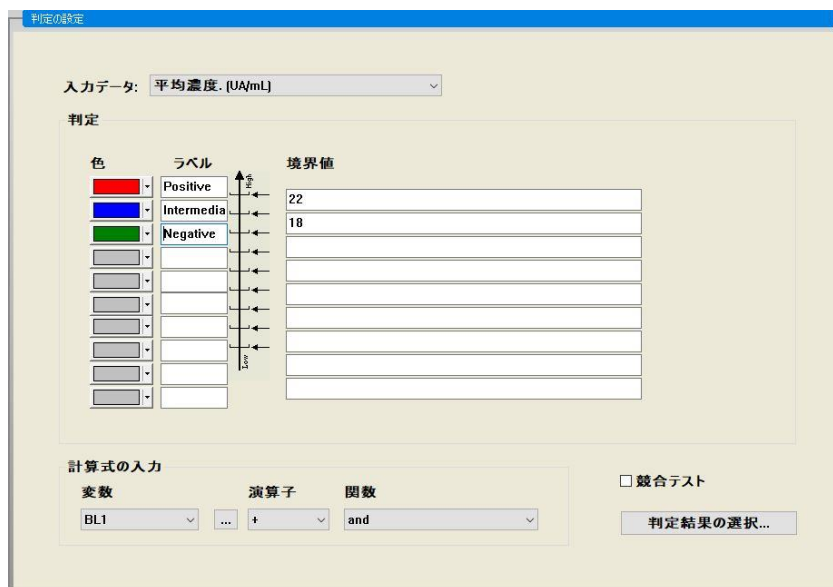 判定の設定
入力データ: 平均濃度. (UA/mL)
判定
色 ラベル 境界値
High
Positive
22
Intermedia
18
Negative
Low
計算式の入力
変数 演算子 関数
BL1 ... + and
競合テスト
判定結果の選択...